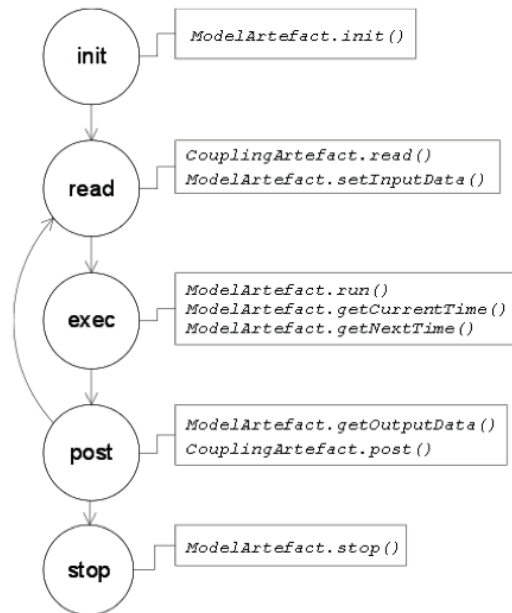 init
ModelArtefact.init()
read
CouplingArtefact.read()
ModelArtefact.setInputData()
exec
ModelArtefact.run()
ModelArtefact.getCurrentTime()
ModelArtefact.getNextTime()
post
ModelArtefact.getOutputData()
CouplingArtefact.post()
stop
ModelArtefact.stop()